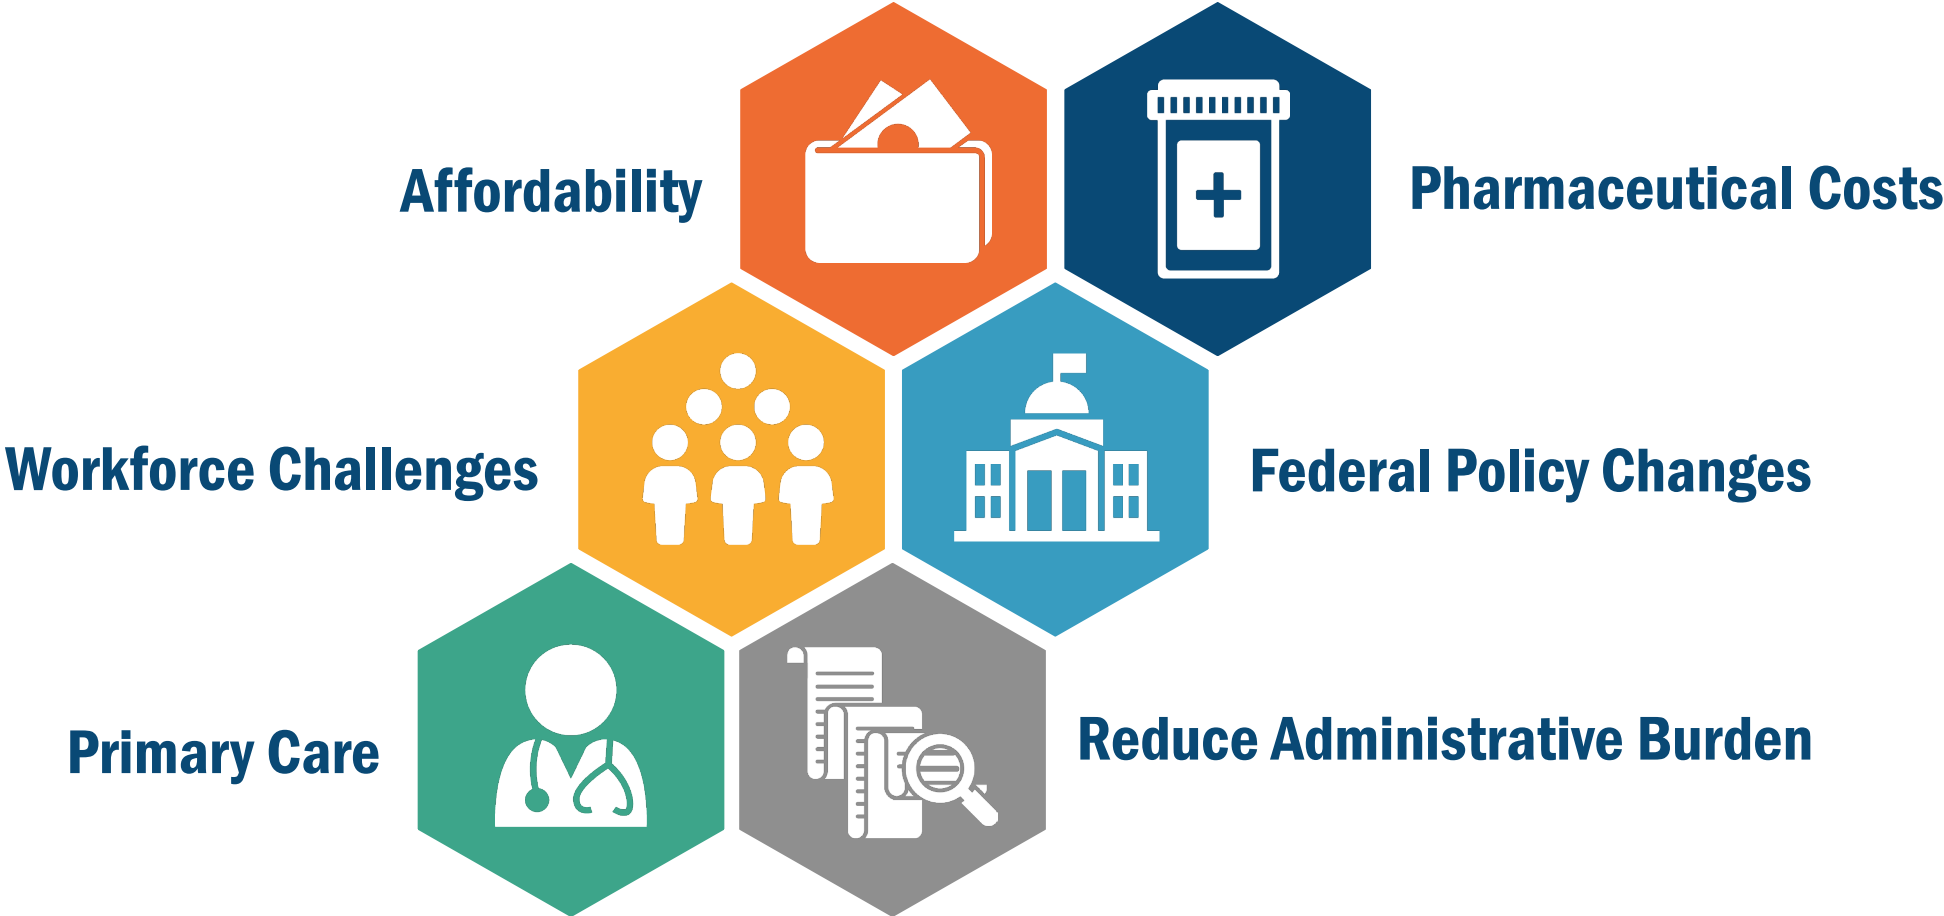 Affordability
Pharmaceutical Costs
Workforce Challenges
Federal Policy Changes
Primary Care
Reduce Administrative Burden